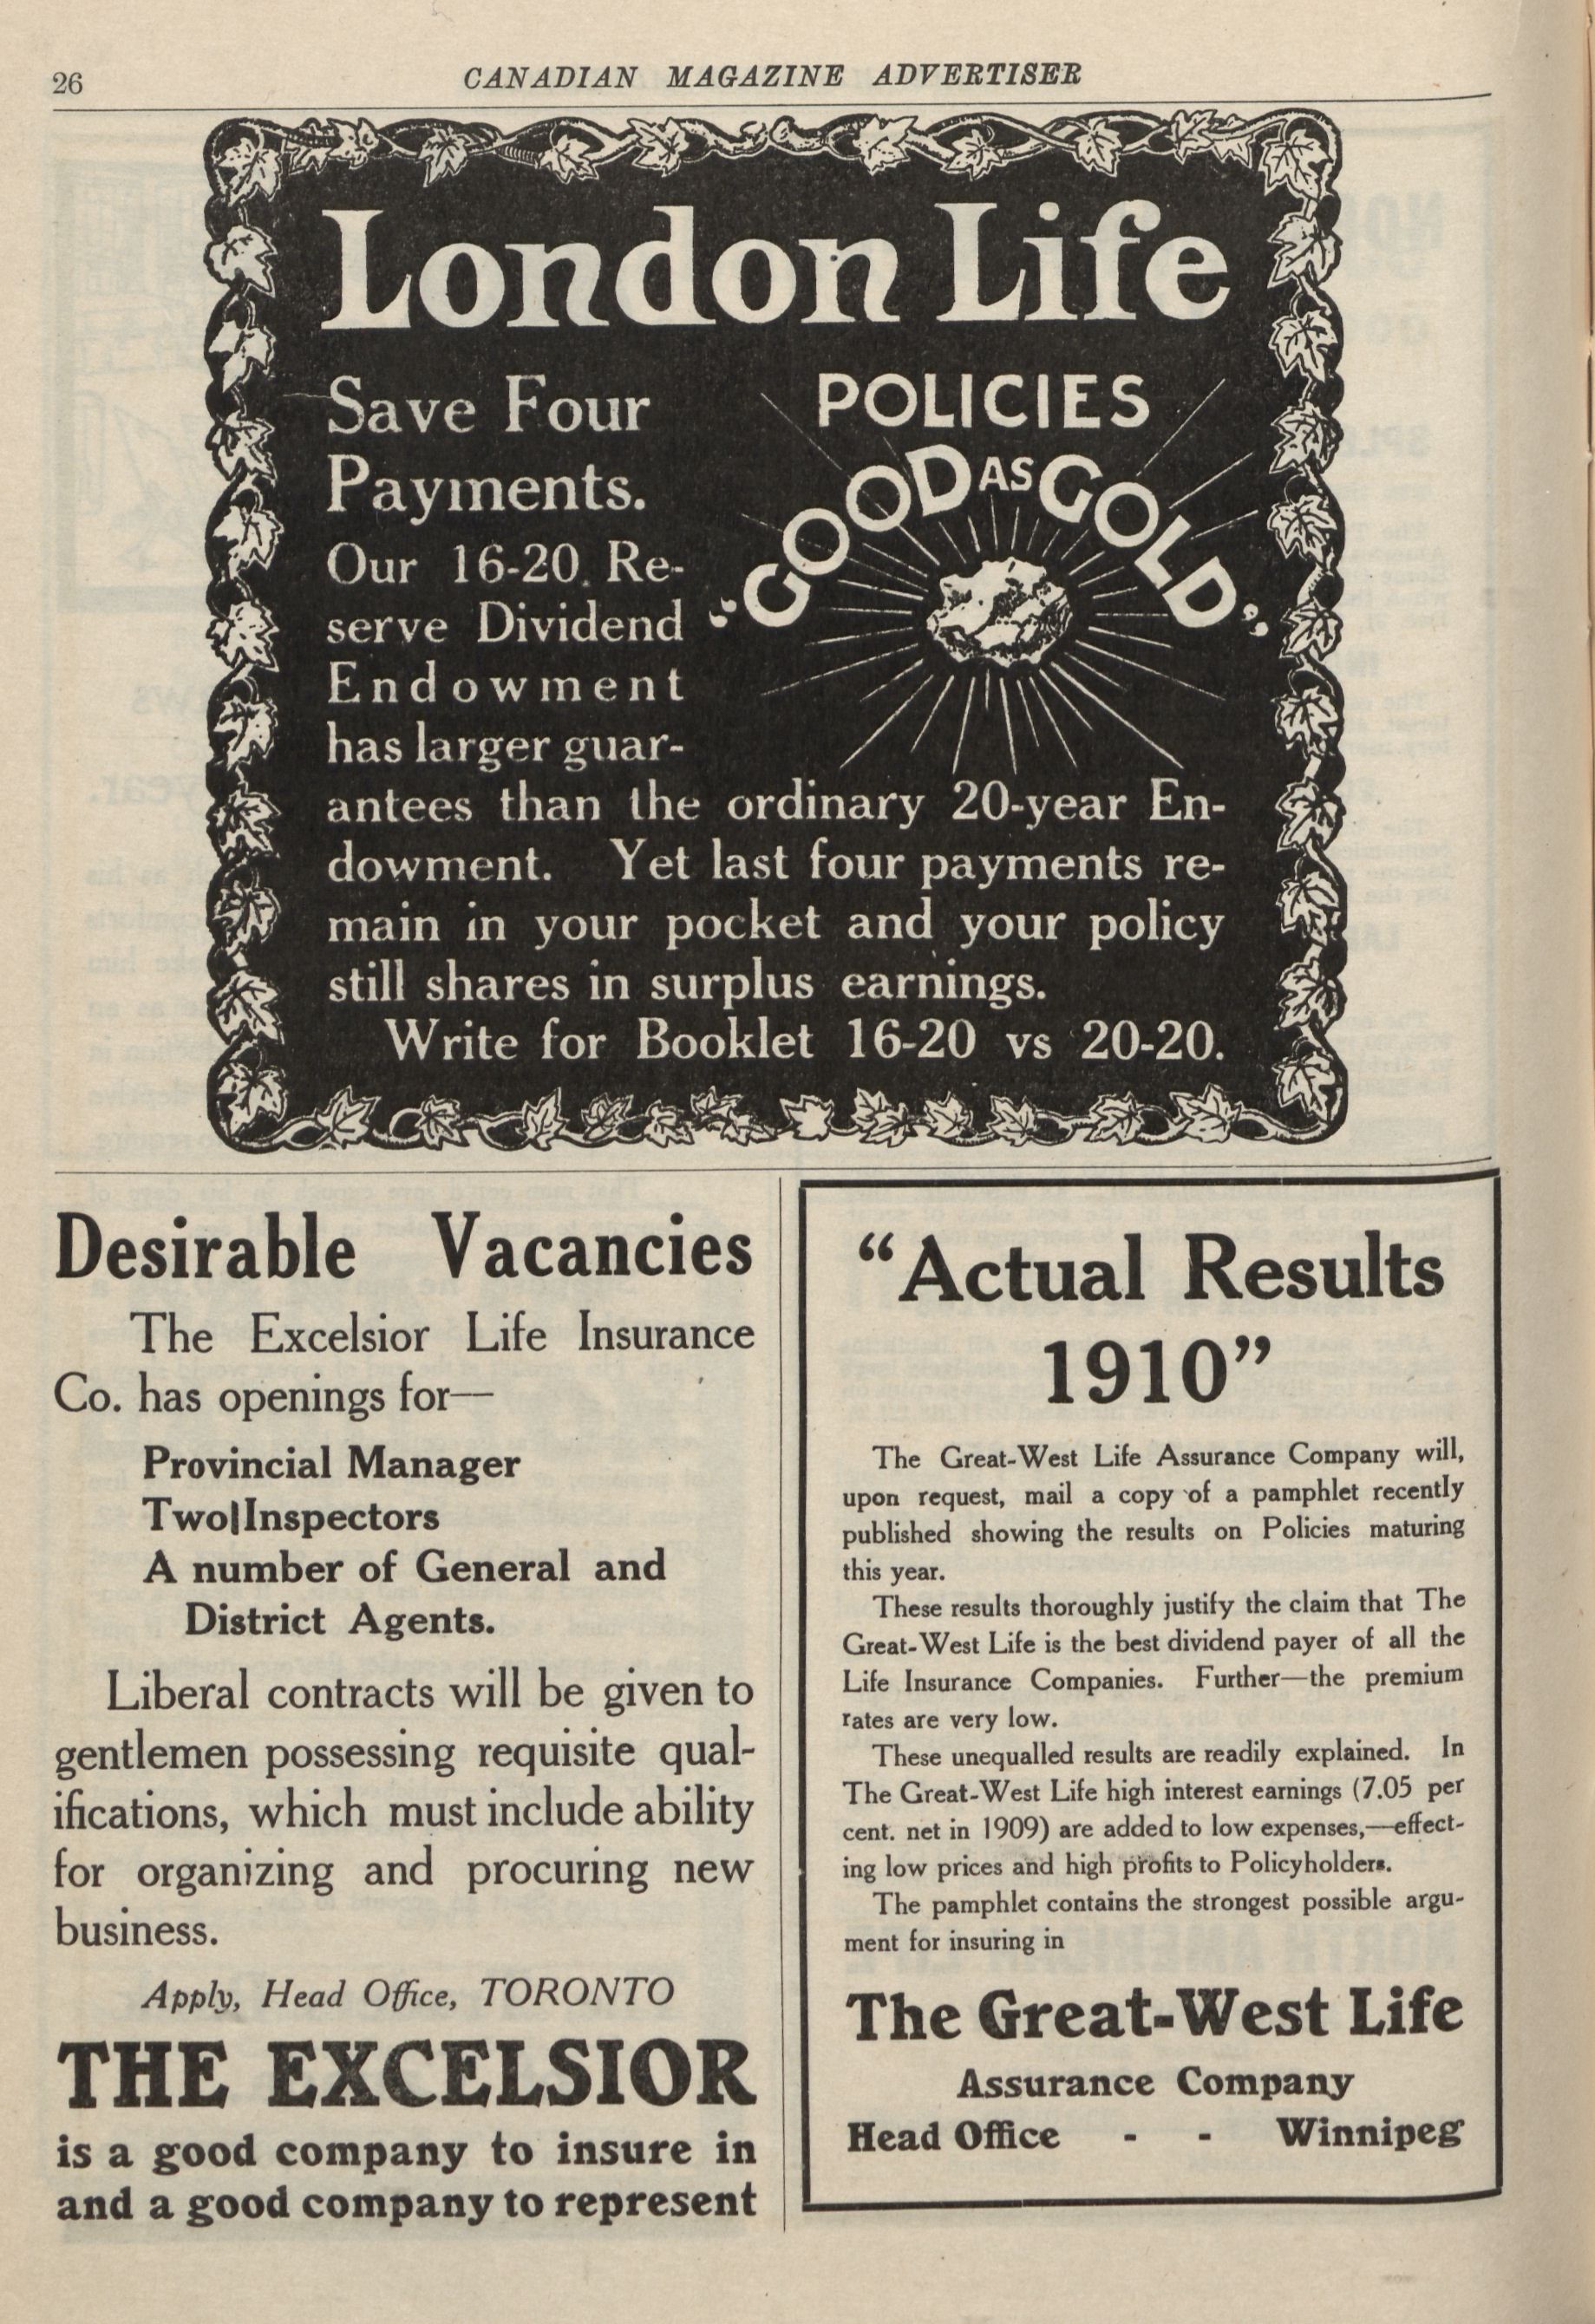 26
CANADIAN MAGAZINE ADVERTISER
London Life
Save Four
Payments.
Our 16-20. Re-
serve Dividend
Endowment
has larger guar-
POLICIES
"GOOD AS GOLD"
antees than the ordinary 20-year En-
dowment. Yet last four payments re-
main in your pocket and your policy
still shares in surplus earnings.
Write for Booklet 16-20 vs 20-20.
Desirable Vacancies
The Excelsior Life Insurance
Co. has openings for—
Provincial Manager
Two|Inspectors
A number of General and
District Agents.
Liberal contracts will be given to
gentlemen possessing requisite qual-
ifications, which must include ability
for organizing and procuring new
business.
Apply, Head Office, TORONTO
THE EXCELSIOR
is a good company to insure in
and a good company to represent
"Actual Results
1910"
The Great-West Life Assurance Company will,
upon request, mail a copy of a pamphlet recently
published showing the results on Policies maturing
this year.
These results thoroughly justify the claim that The
Great-West Life is the best dividend payer of all the
Life Insurance Companies. Further—the premium
rates are very low.
These unequalled results are readily explained. In
The Great-West Life high interest earnings (7.05 per
cent. net in 1909) are added to low expenses,—effect-
ing low prices and high profits to Policyholders.
The pamphlet contains the strongest possible argu-
ment for insuring in
The Great-West Life
Assurance Company
Head Office - - Winnipeg